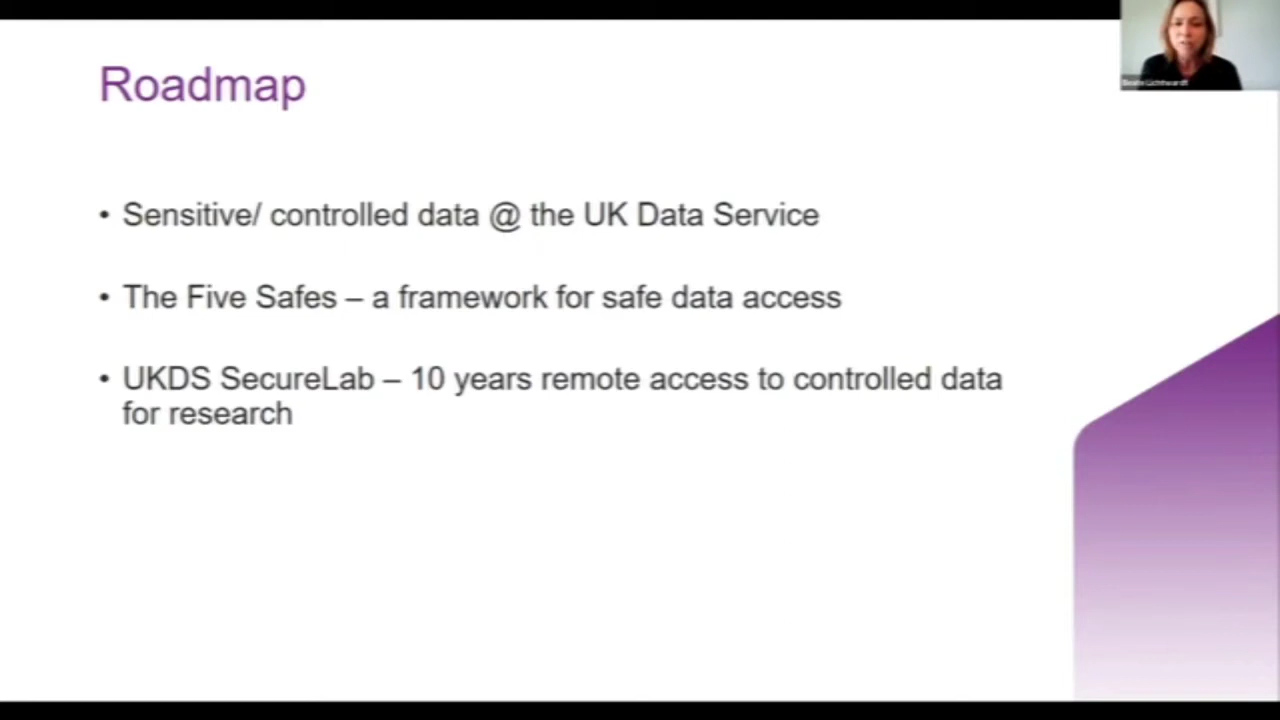 Roadmap
• Sensitive/ controlled data @ the UK Data Service
• The Five Safes – a framework for safe data access
• UKDS SecureLab – 10 years remote access to controlled data
for research